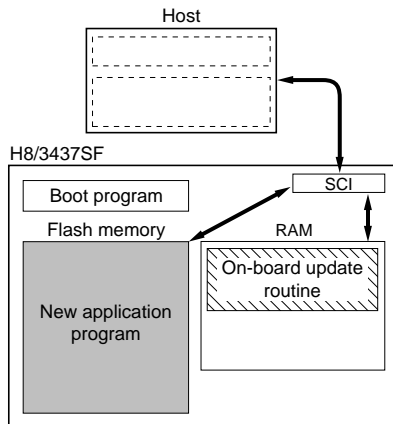 Host
H8/3437SF
SCI
Boot program
Flash memory
RAM
On-board update
routine
New application
program